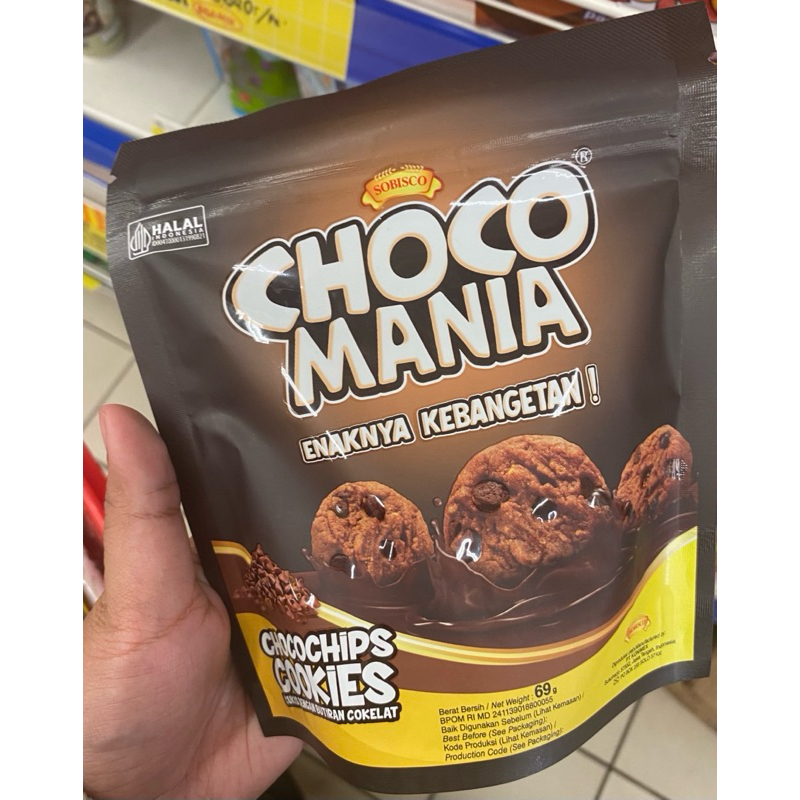 SOBISCO
®
HALAL
INDONESIA
CHOCO
MANIA
ENAKNYA KEBANGETAN!
CHOCOCHIPS
COOKIES
BUTIRAN COKELAT
Berat Bersih / Net Weight : 69g
BPOM RI MD 241139018800055
Baik Digunakan Sebelum (Lihat Kemasan) /
Best Before (See Packaging):
Kode Produksi (Lihat Kemasan) /
Production Code (See Packaging):
SOBISCO